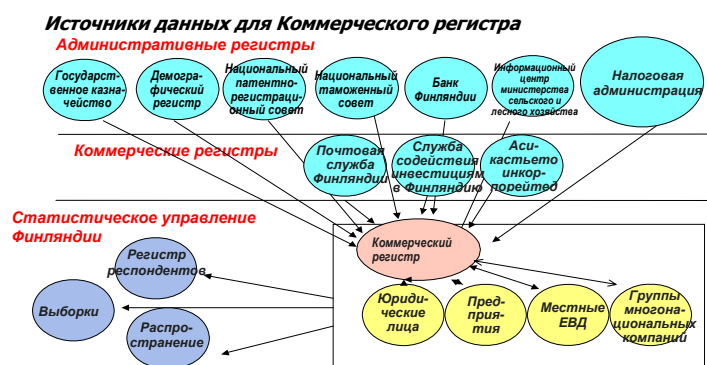 Источники данных для Коммерческого регистра
Административные регистры
Государст-
венное казна-
чейство
Демогра-
фический
регистр
Национальный
патентно-
регистраци-
онный совет
Национальный
таможенный
совет
Банк
Финляндии
Информационный
центр
министерства
сельского и
лесного хозяйства
Налоговая
администрация
Коммерческие регистры
Почтовая
служба
Финляндии
Служба
содействия
инвестициям
в Финляндию
Аси-
кастьето
инкор-
порейтед
Статистическое управление
Финляндии
Коммерческий
регистр
Регистр
респондентов
Выборки
Распро-
странение
Юриди-
ческие
лица
Пред-
прия-
тия
Местные
ЕВД
Группы
многона-
циональных
компаний